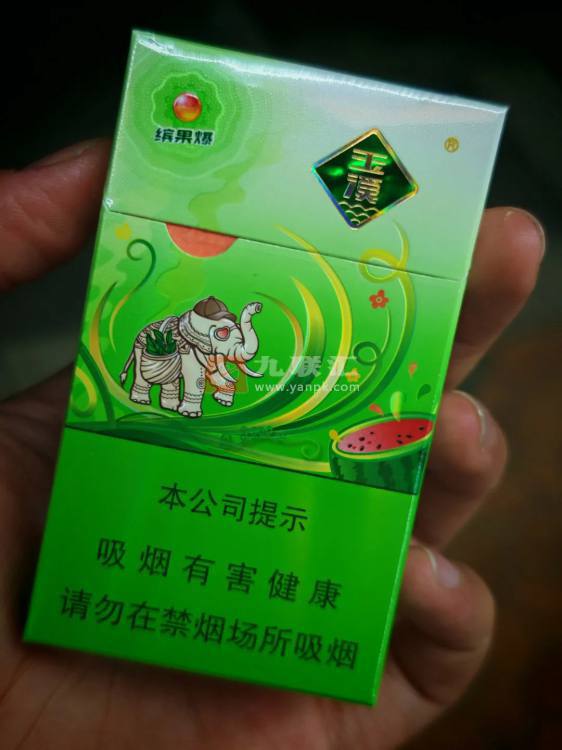 缤果爆
玉溪
®
九联汇
www.yanpk.com
本公司提示
吸烟有害健康
请勿在禁烟场所吸烟